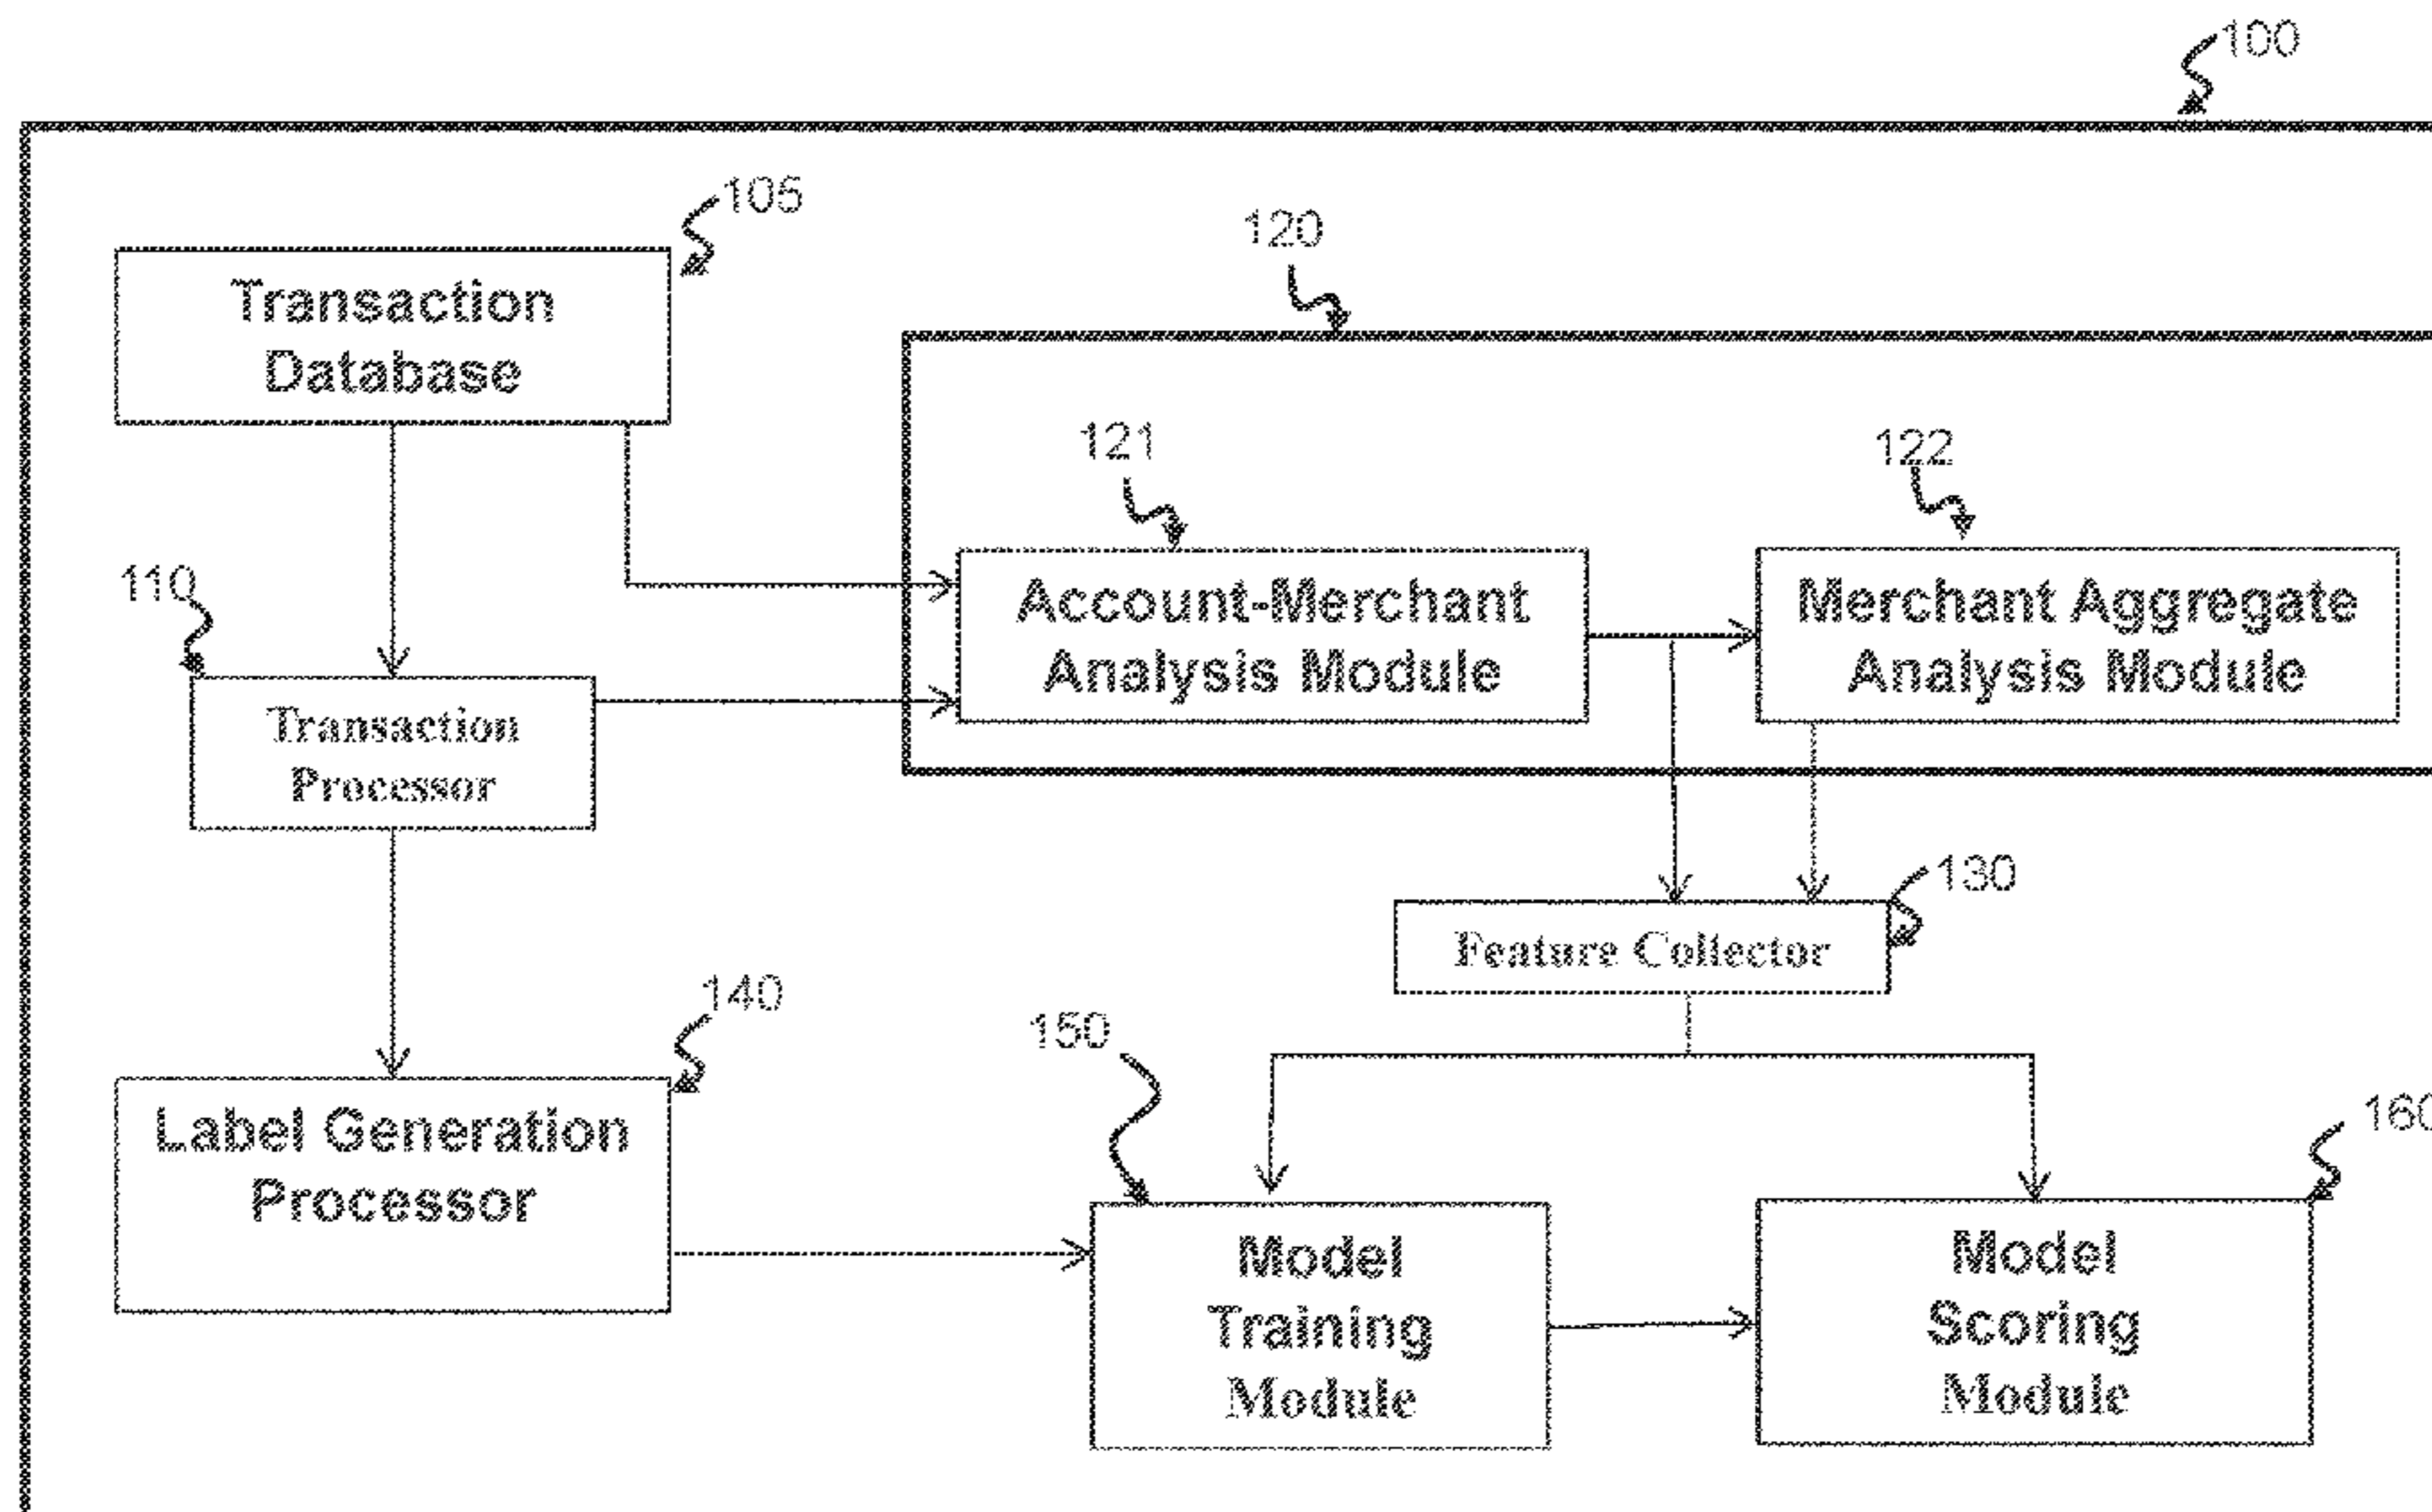 100
105
120
Transaction
Database
121
122
110
Account-Merchant
Analysis Module
Merchant Aggregate
Analysis Module
Transaction
Processor
130
Feature Collector
140
150
160
Label Generation
Processor
Model
Training
Module
Model
Scoring
Module